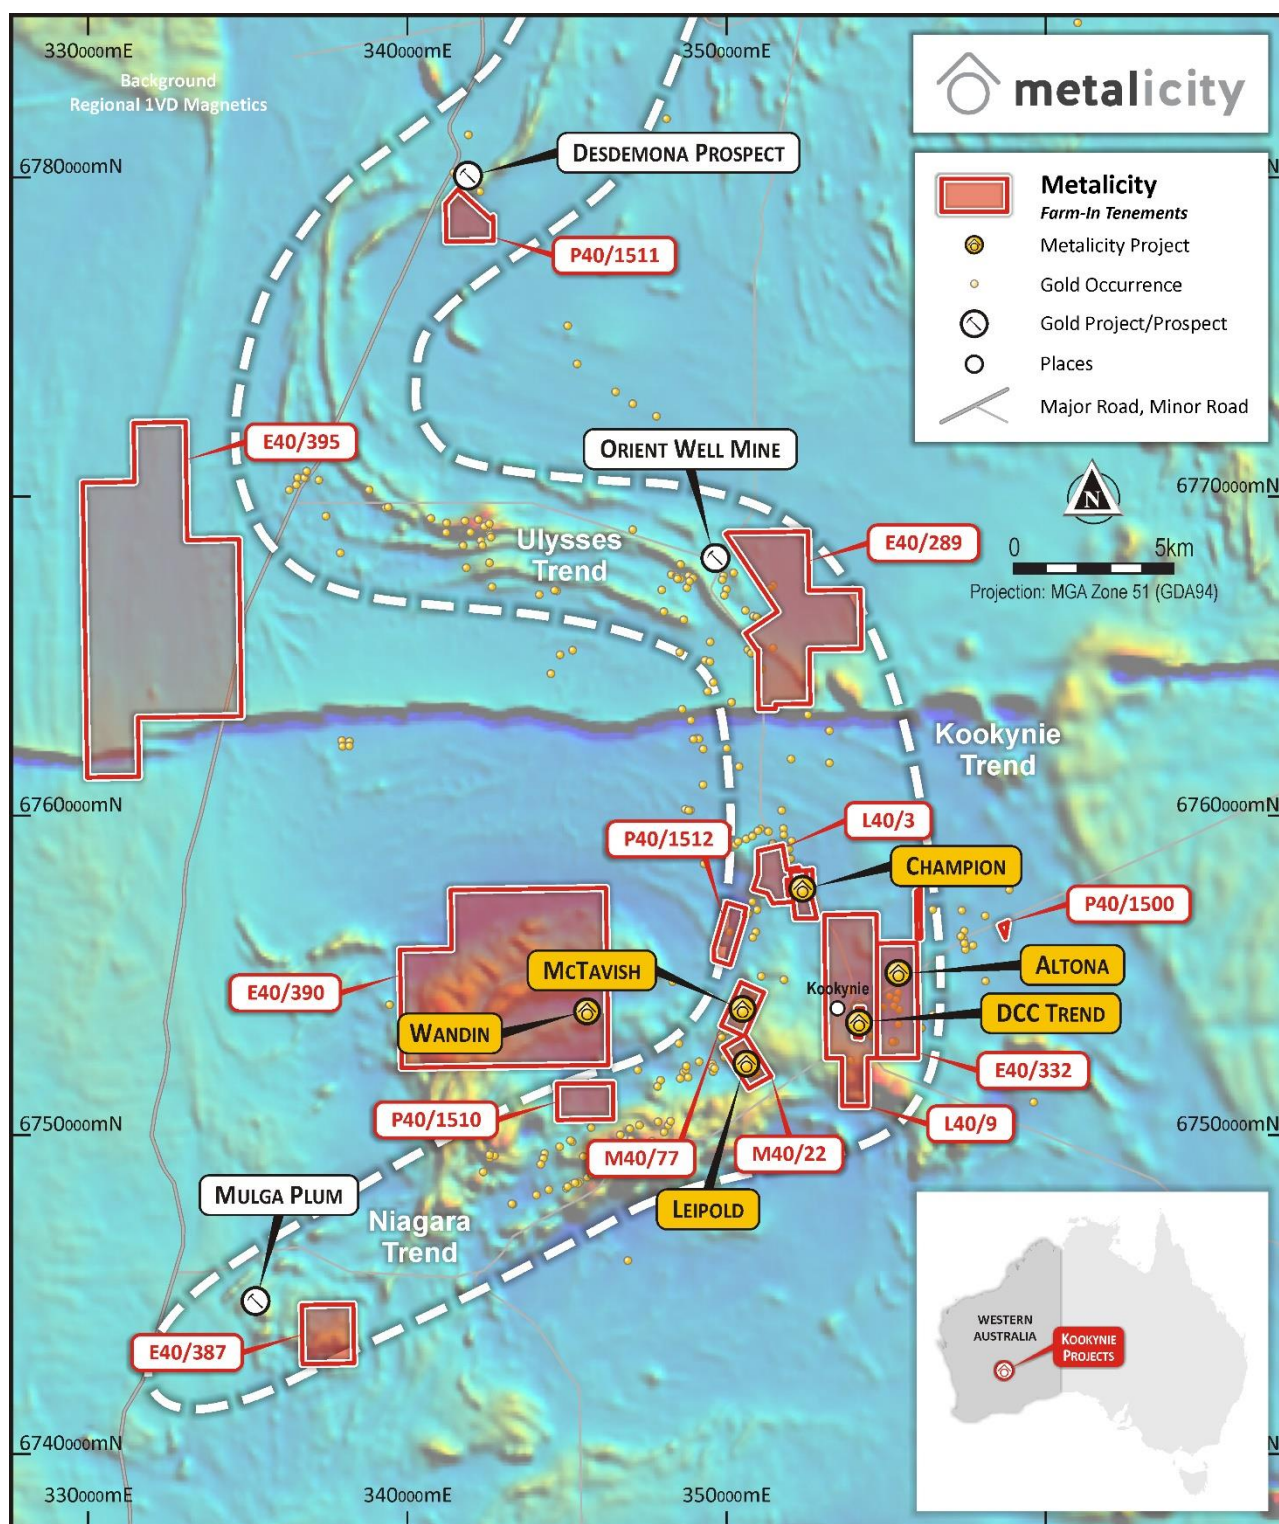 330000mE
340000mE
350000mE
Background
Regional 1VD Magnetics
metalicity
Metalicity
Farm-In Tenements
Metalicity Project
Gold Occurrence
Gold Project/Prospect
Places
Major Road, Minor Road
6780000mN
N
DESDEMONA PROSPECT
P40/1511
E40/395
ORIENT WELL MINE
6770000mN
N
0
5km
Projection: MGA Zone 51 (GDA94)
E40/289
Ulysses
Trend
Kookynie
Trend
6760000mN
6760000mN
L40/3
P40/1512
CHAMPION
P40/1500
MCTAVISH
ALTONA
E40/390
Kookynie
WANDIN
DCC TREND
E40/332
P40/1510
L40/9
6750000mN
6750000mN
M40/77
M40/22
MULGA PLUM
LEIPOLD
Niagara
Trend
E40/387
WESTERN
AUSTRALIA
KOOKYNIE
PROJECTS
6740000mN
N
330000mE
340000mE
350000mE